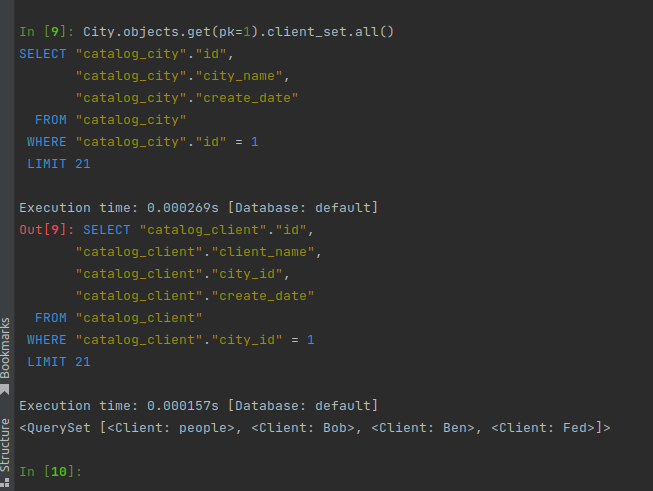 In [9]: City.objects.get(pk=1).client_set.all()
SELECT "catalog_city"."id",
       "catalog_city"."city_name",
       "catalog_city"."create_date"
  FROM "catalog_city"
 WHERE "catalog_city"."id" = 1
 LIMIT 21
Execution time: 0.000269s [Database: default]
Out[9]: SELECT "catalog_client"."id",
       "catalog_client"."client_name",
       "catalog_client"."city_id",
       "catalog_client"."create_date"
  FROM "catalog_client"
 WHERE "catalog_client"."city_id" = 1
 LIMIT 21
Execution time: 0.000157s [Database: default]
<QuerySet [<Client: people>, <Client: Bob>, <Client: Ben>, <Client: Fed>]>
In [10]:
Bookmarks
Structure